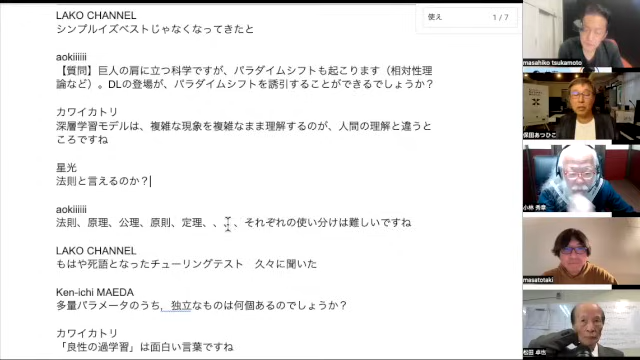 LAKO CHANNEL
シンプルイズベストじゃなくなってきたと
aokiiiiii
【質問】巨人の肩に立つ科学ですが、パラダイムシフトも起こります（相対性理
論など）。DLの登場が、パラダイムシフトを誘引することができるでしょうか？
カワイカトリ
深層学習モデルは、複雑な現象を複雑なまま理解するのが、人間の理解と違うと
ころですね
星光
法則と言えるのか？
aokiiiiii
法則、原理、公理、原則、定理、、、、それぞれの使い分けは難しいですね
LAKO CHANNEL
もはや死語となったチューリングテスト　久々に聞いた
Ken-ichi MAEDA
多量パラメータのうち、独立なものは何個あるのでしょうか？
カワイカトリ
「良性の過学習」は面白い言葉ですね
使え 1 / 7
masahiko tsukamoto
保田あつひこ
小林 秀章
masatotaki
松田 卓也